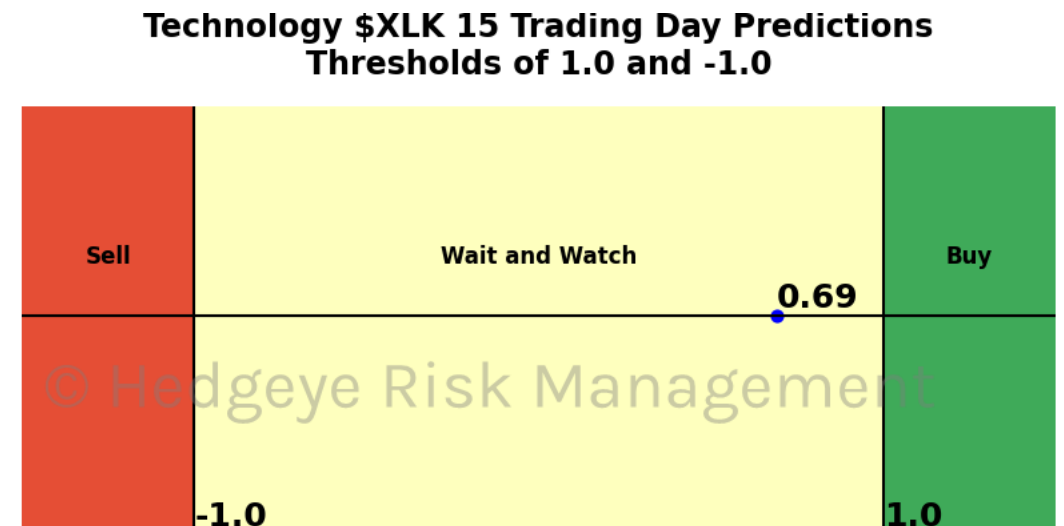 Technology $XLK 15 Trading Day Predictions
Thresholds of 1.0 and -1.0
Sell
Wait and Watch
Buy
0.69
© Hedgeye Risk Management
-1.0
1.0